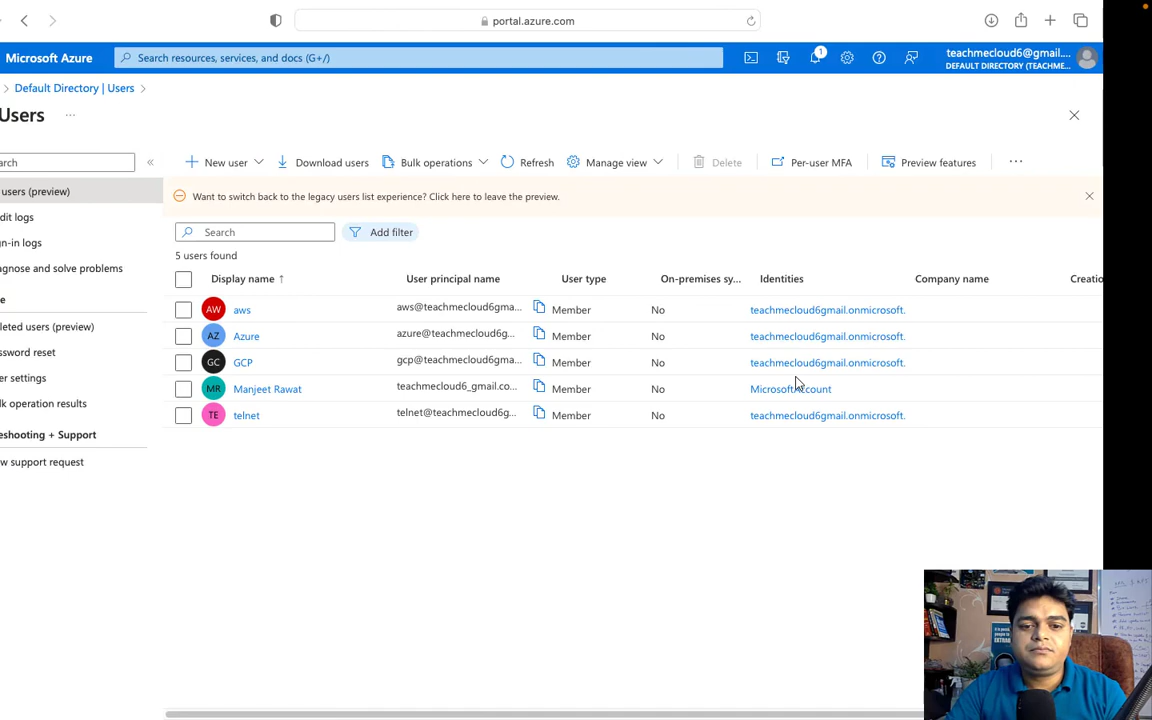 portal.azure.com
Microsoft Azure
Search resources, services, and docs (G+/)
1
teachmecloud6@gmail....
DEFAULT DIRECTORY (TEACHME...
Default Directory | Users
Users
...
arch
«
New user
Download users
Bulk operations
Refresh
Manage view
Delete
Per-user MFA
Preview features
...
users (preview)
Want to switch back to the legacy users list experience? Click here to leave the preview.
dit logs
Search
Add filter
n-in logs
5 users found
agnose and solve problems
Display name ↑ User principal name User type On-premises sy... Identities Company name Creatio
e
AW aws aws@teachmecloud6gma... Member No teachmecloud6gmail.onmicrosoft.
leted users (preview)
AZ Azure azure@teachmecloud6g... Member No teachmecloud6gmail.onmicrosoft.
ssword reset
GC GCP gcp@teachmecloud6gma... Member No teachmecloud6gmail.onmicrosoft.
er settings
MR Manjeet Rawat teachmecloud6_gmail.co... Member No Microsoft account
lk operation results
TE telnet telnet@teachmecloud6g... Member No teachmecloud6gmail.onmicrosoft.
eshooting + Support
w support request